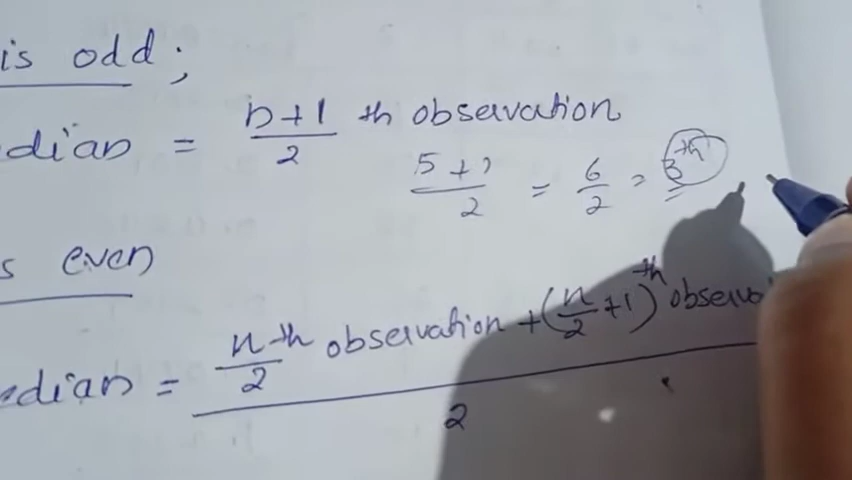 is odd ;
dian = n+1/2 th observation
5+1/2 = 6/2 = 3th
s even
dian = n/2 th observation + (n/2 +1)th observa
2